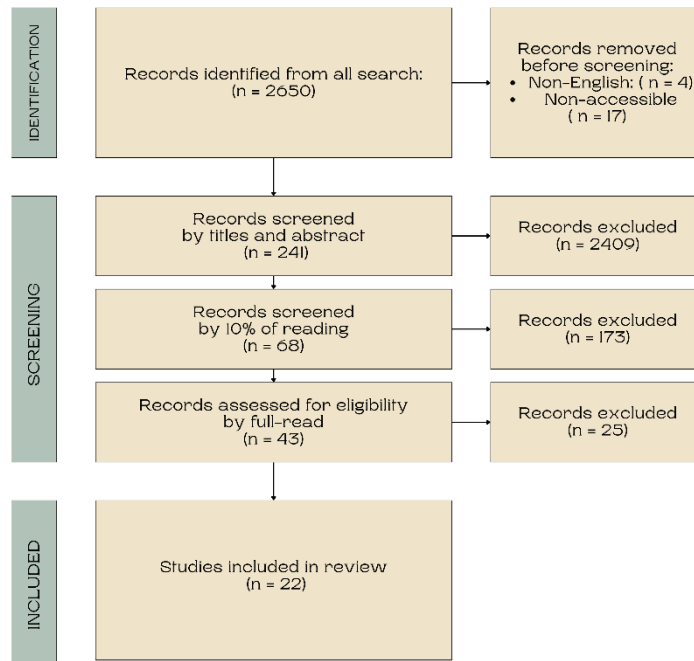 IDENTIFICATION
Records identified from all search:
(n = 2650)
Records removed
before screening:
• Non-English: ( n = 4)
• Non-accessible
( n = 17)
SCREENING
Records screened
by titles and abstract
(n = 241)
Records excluded
(n = 2409)
Records screened
by 10% of reading
(n = 68)
Records excluded
(n = 173)
Records assessed for eligibility
by full-read
(n = 43)
Records excluded
(n = 25)
INCLUDED
Studies included in review
(n = 22)